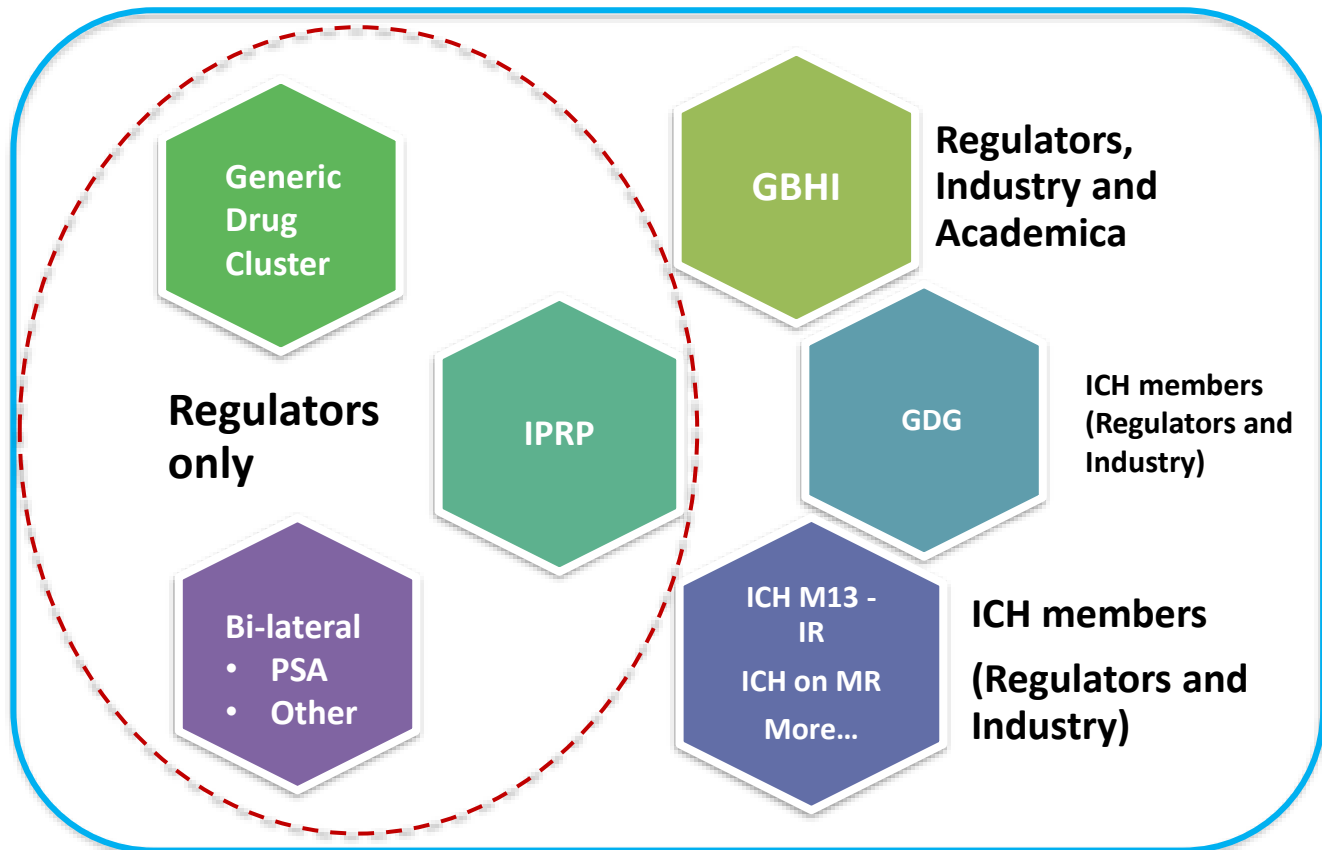 Generic
Drug
Cluster
Regulators
only
IPRP
Bi-lateral
• PSA
• Other
GBHI
Regulators,
Industry and
Academica
GDG
ICH members
(Regulators and
Industry)
ICH M13 -
IR
ICH on MR
More...
ICH members
(Regulators and
Industry)